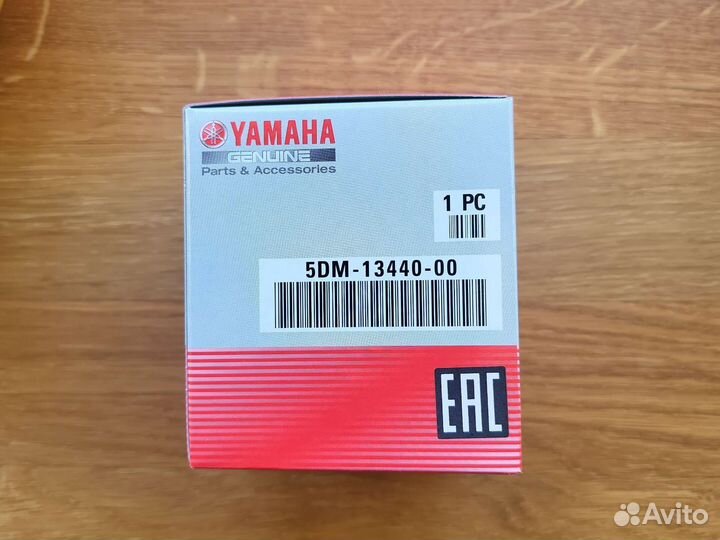 YAMAHA
GENUINE
Parts & Accessories
1 PC
5DM-13440-00
EAC
Avito